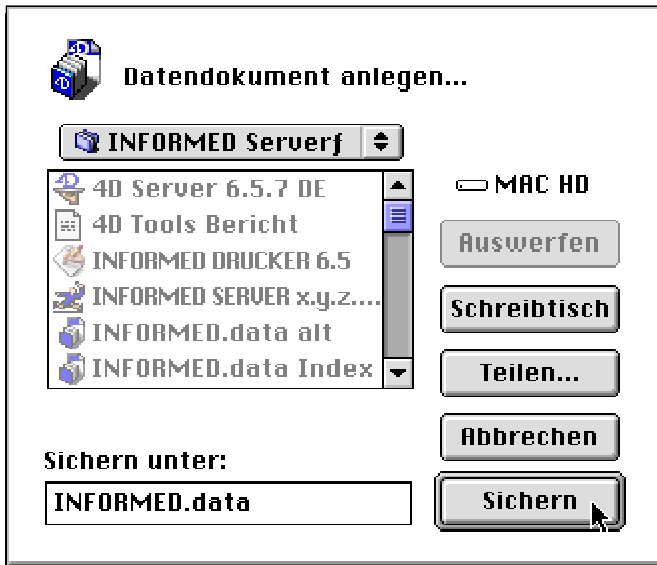 Datendokument anlegen...
INFORMED Serverƒ
4D Server 6.5.7 DE
4D Tools Bericht
INFORMED DRUCKER 6.5
INFORMED SERVER x.y.z....
INFORMED.data alt
INFORMED.data Index
MAC HD
Auswerfen
Schreibtisch
Teilen...
Abbrechen
Sichern unter:
INFORMED.data
Sichern